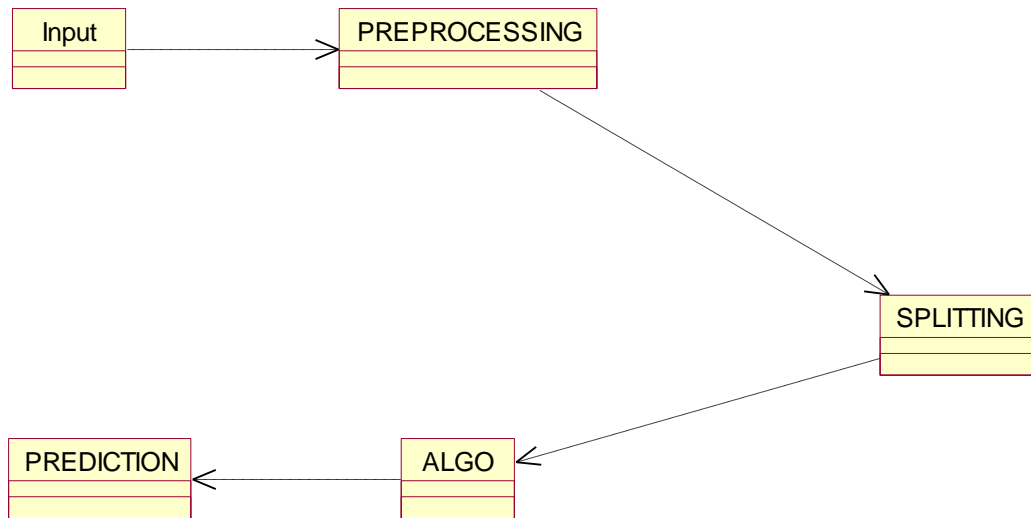 Input
PREPROCESSING
SPLITTING
ALGO
PREDICTION